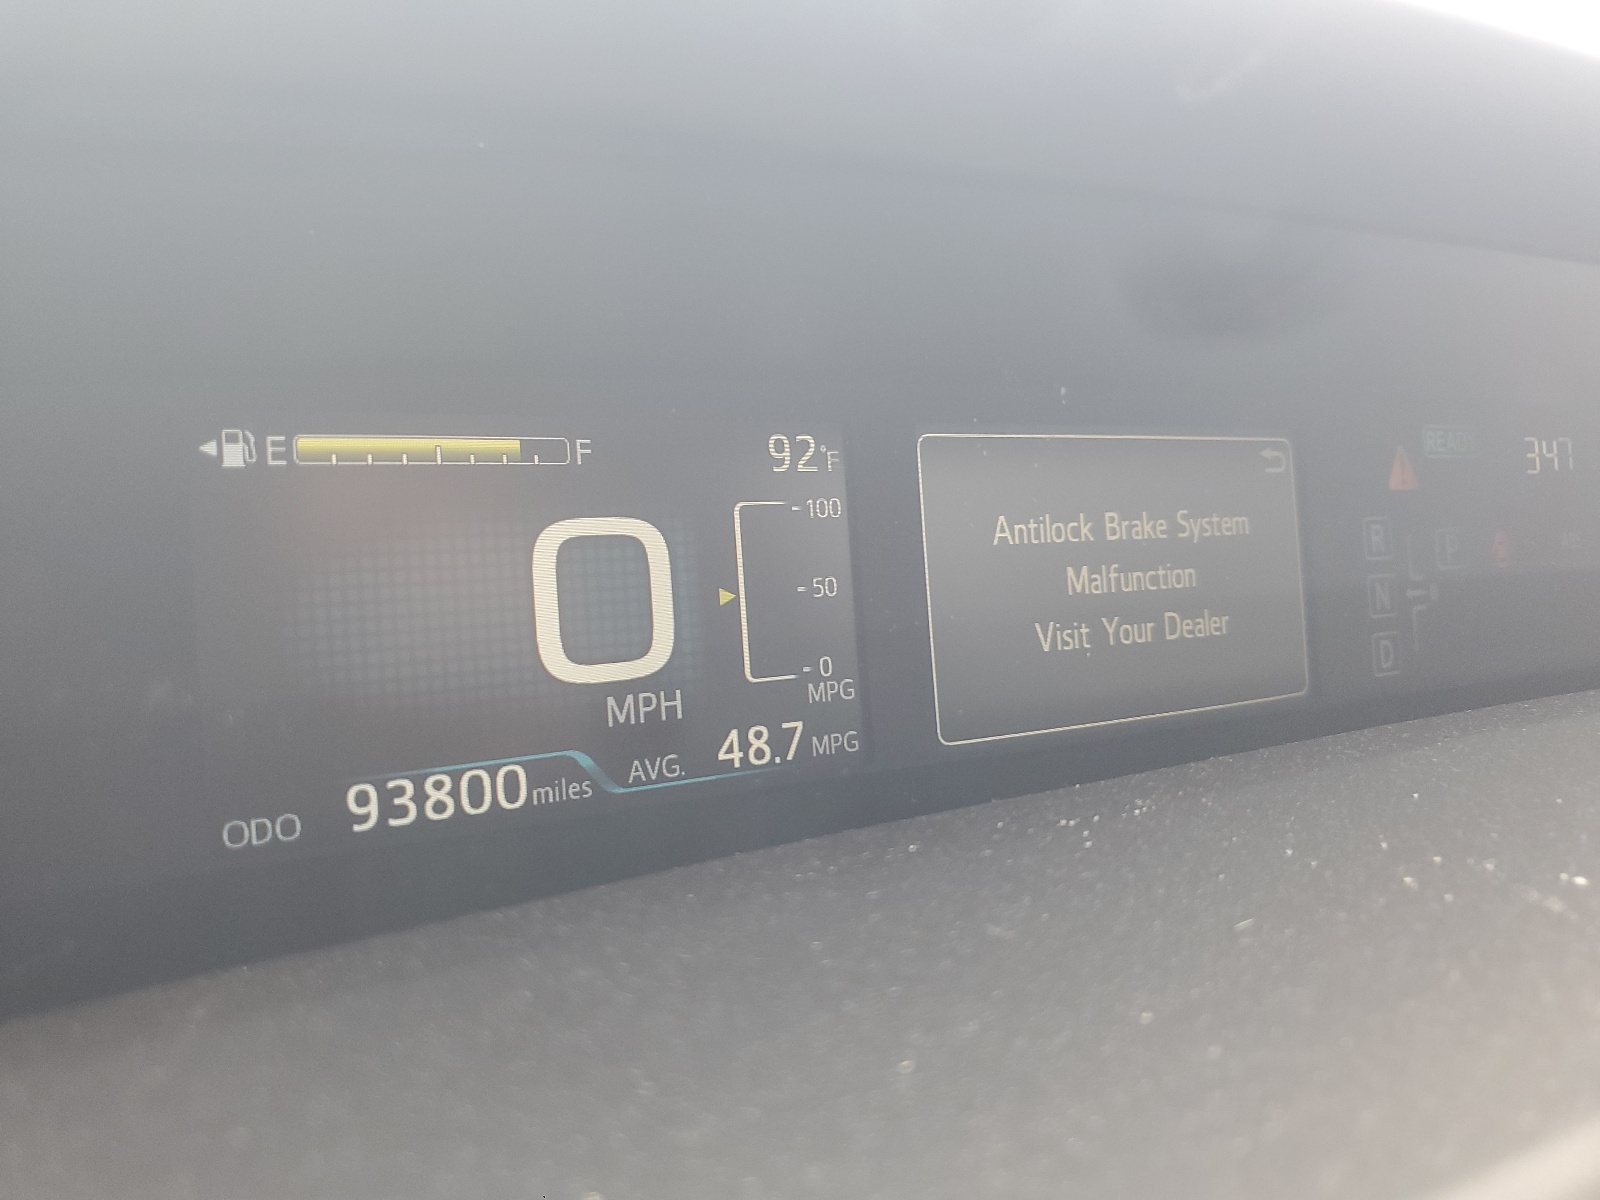 E F
92°F
100
0
MPH
50
0
MPG
AVG. 48.7 MPG
ODO 93800 miles
Antilock Brake System
Malfunction
Visit Your Dealer
READY
347
R
P
N
D